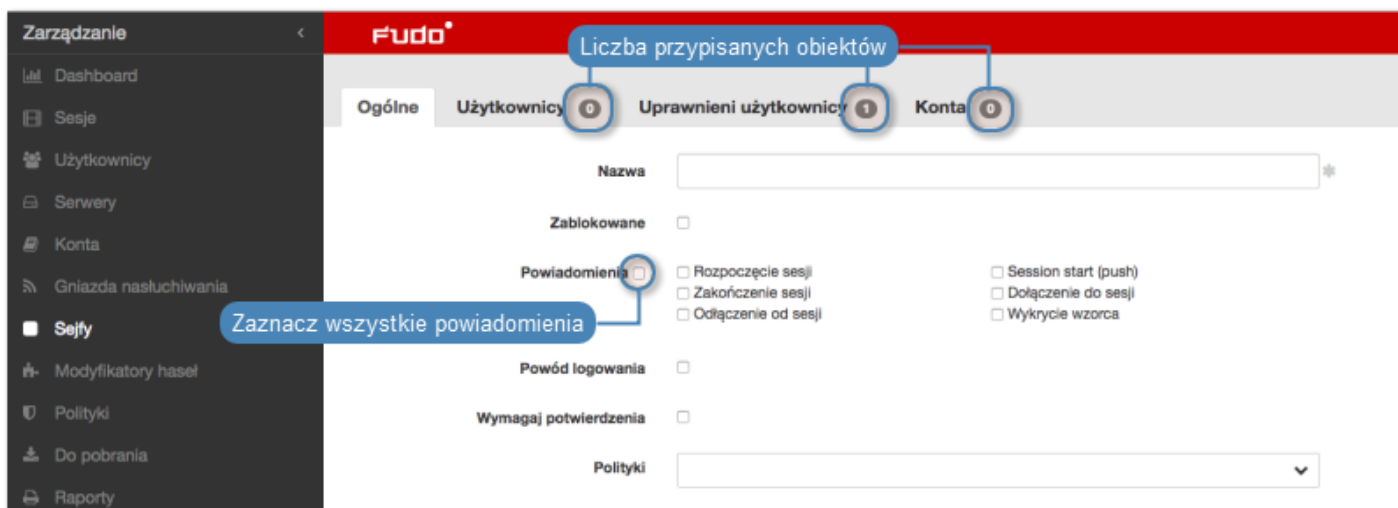 Zarządzanie
FUDO
Liczba przypisanych obiektów
Dashboard
Ogólne Użytkownicy 0 Uprawnieni użytkownicy 1 Konta 0
Sesje
Użytkownicy
Nazwa
Serwery
Zablokowane
Konta
Powiadomienia Rozpoczęcie sesji Session start (push)
Gniazda nasłuchiwania
Zakończenie sesji Dołączenie do sesji
Odłączenie od sesji Wykrycie wzorca
Sejfy
Zaznacz wszystkie powiadomienia
Modyfikatory haseł
Powód logowania
Polityki
Wymagaj potwierdzenia
Do pobrania
Polityki
Raporty